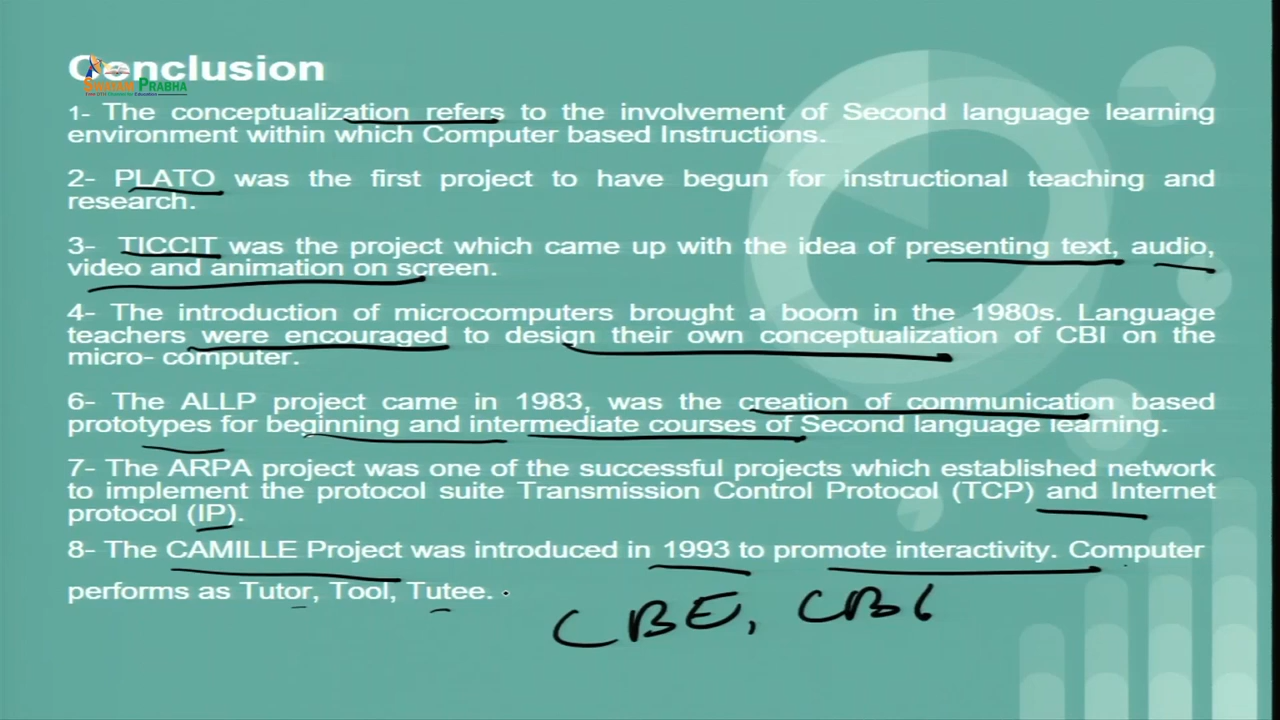 Conclusion
SWAYAM PRABHA
1- The conceptualization refers to the involvement of Second language learning
environment within which Computer based Instructions.
2- PLATO was the first project to have begun for instructional teaching and
research.
3- TICCIT was the project which came up with the idea of presenting text, audio,
video and animation on screen.
4- The introduction of microcomputers brought a boom in the 1980s. Language
teachers were encouraged to design their own conceptualization of CBI on the
micro- computer.
6- The ALLP project came in 1983, was the creation of communication based
prototypes for beginning and intermediate courses of Second language learning.
7- The ARPA project was one of the successful projects which established network
to implement the protocol suite Transmission Control Protocol (TCP) and Internet
protocol (IP).
8- The CAMILLE Project was introduced in 1993 to promote interactivity. Computer
performs as Tutor, Tool, Tutee.
CBE, CBI